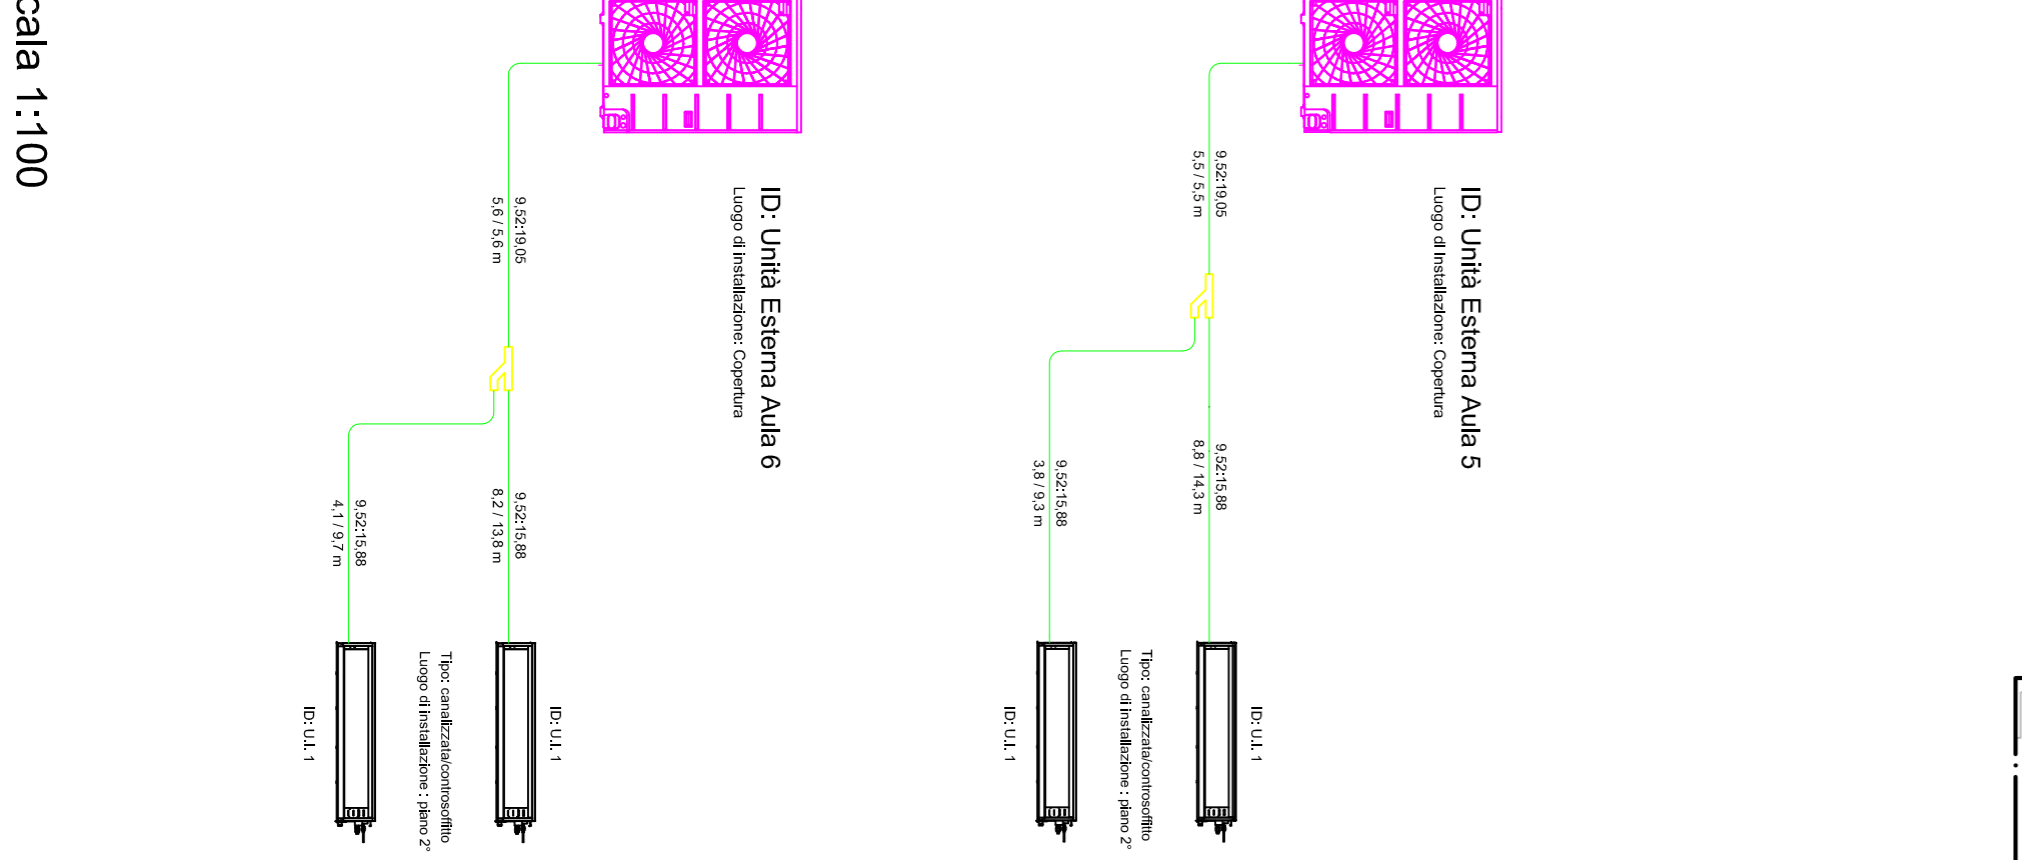 cala 1:100
ID: Unità Esterna Aula 5
Luogo di Installazione: Copertura
9,52:19,05
5,5 / 5,5 m
9,52:15,88
8,8 / 14,3 m
9,52:15,88
3,8 / 9,3 m
ID: U.I. 1
Tipo: canalizzata/controsoffitto
Luogo di installazione : piano 2°
ID: U.I. 1
ID: Unità Esterna Aula 6
Luogo di installazione: Copertura
9,52:19,05
5,6 / 5,6 m
9,52:15,88
8,2 / 13,8 m
9,52:15,88
4,1 / 9,7 m
ID: U.I. 1
Tipo: canalizzata/controsoffitto
Luogo di installazione : piano 2°
ID: U.I. 1